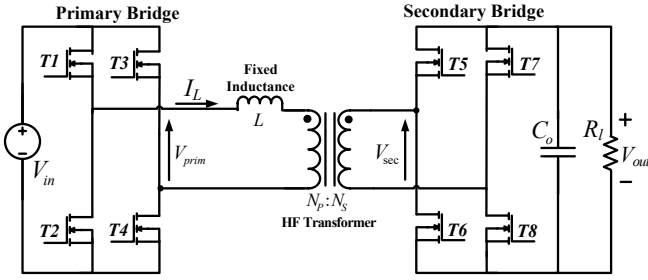 Primary Bridge
Secondary Bridge
T1
T3
Fixed
Inductance
T5
T7
I_L
L
+
V_in
V_prim
V_sec
C_o
R_l
+
V_out
−
N_P:N_S
HF Transformer
T2
T4
T6
T8